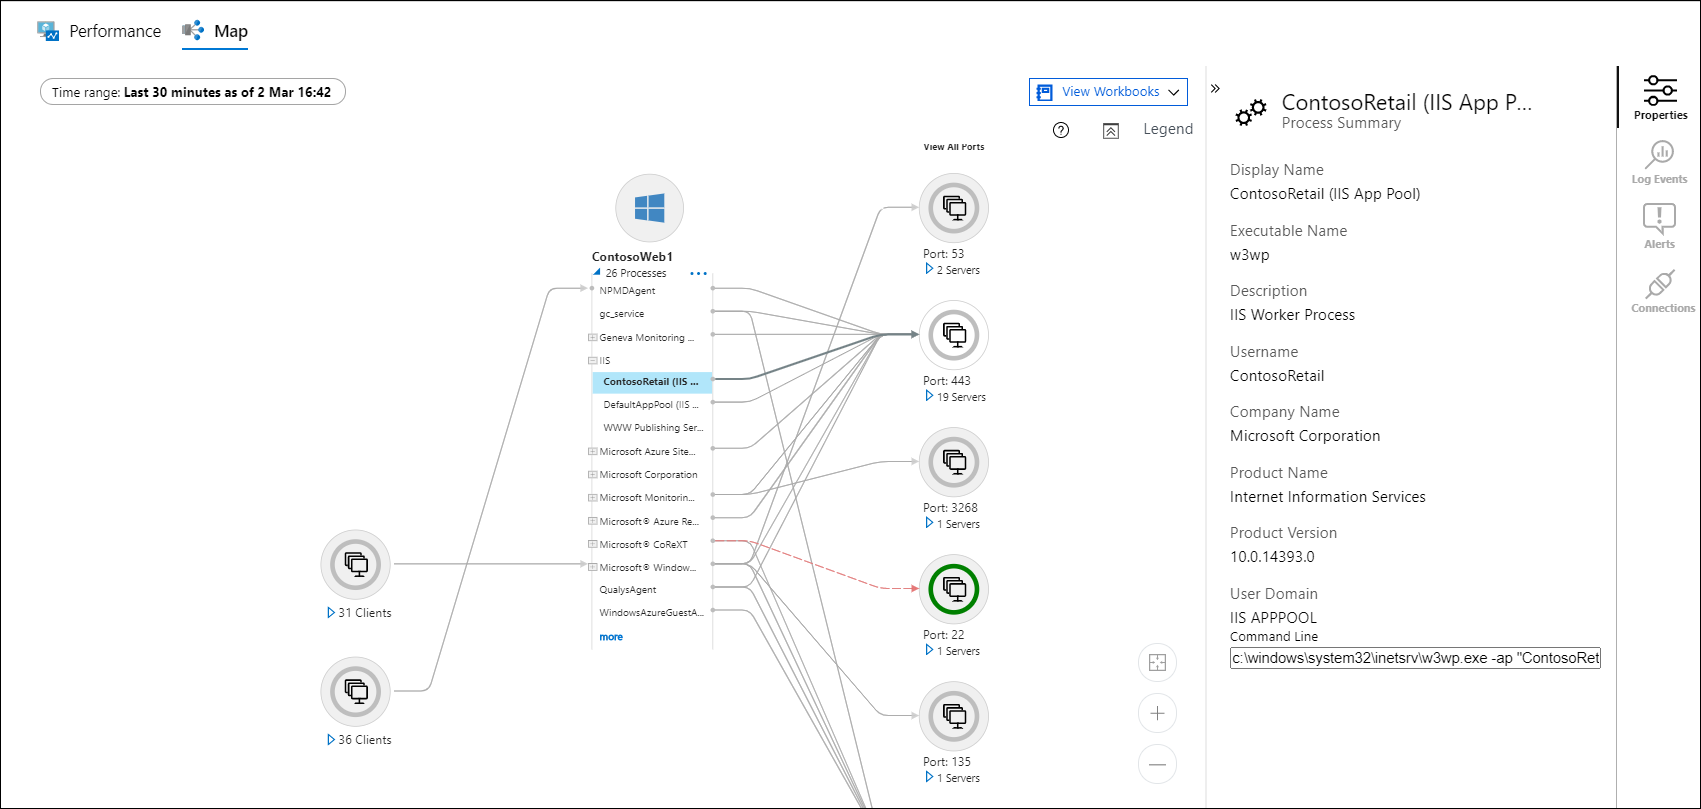 Performance
Map
Time range: Last 30 minutes as of 2 Mar 16:42
View Workbooks
Legend
View All Ports
ContosoWeb1
26 Processes
NPMDAgent
gc_service
Geneva Monitoring ...
IIS
ContosoRetail (IIS ...
DefaultAppPool (IIS ...
WWW Publishing Ser...
Microsoft Azure Site...
Microsoft Corporation
Microsoft Monitorin...
Microsoft® Azure Re...
Microsoft® CoReXT
Microsoft® Window...
QualysAgent
WindowsAzureGuestA...
more
31 Clients
36 Clients
Port: 53
2 Servers
Port: 443
19 Servers
Port: 3268
1 Servers
Port: 22
1 Servers
Port: 135
1 Servers
ContosoRetail (IIS App P...
Process Summary
Display Name
ContosoRetail (IIS App Pool)
Executable Name
w3wp
Description
IIS Worker Process
Username
ContosoRetail
Company Name
Microsoft Corporation
Product Name
Internet Information Services
Product Version
10.0.14393.0
User Domain
IIS APPPOOL
Command Line
c:\windows\system32\inetsrv\w3wp.exe -ap "ContosoRet
Properties
Log Events
Alerts
Connections